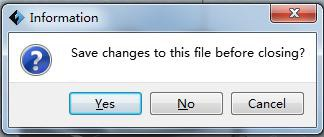 Information
Save changes to this file before closing?
Yes
No
Cancel